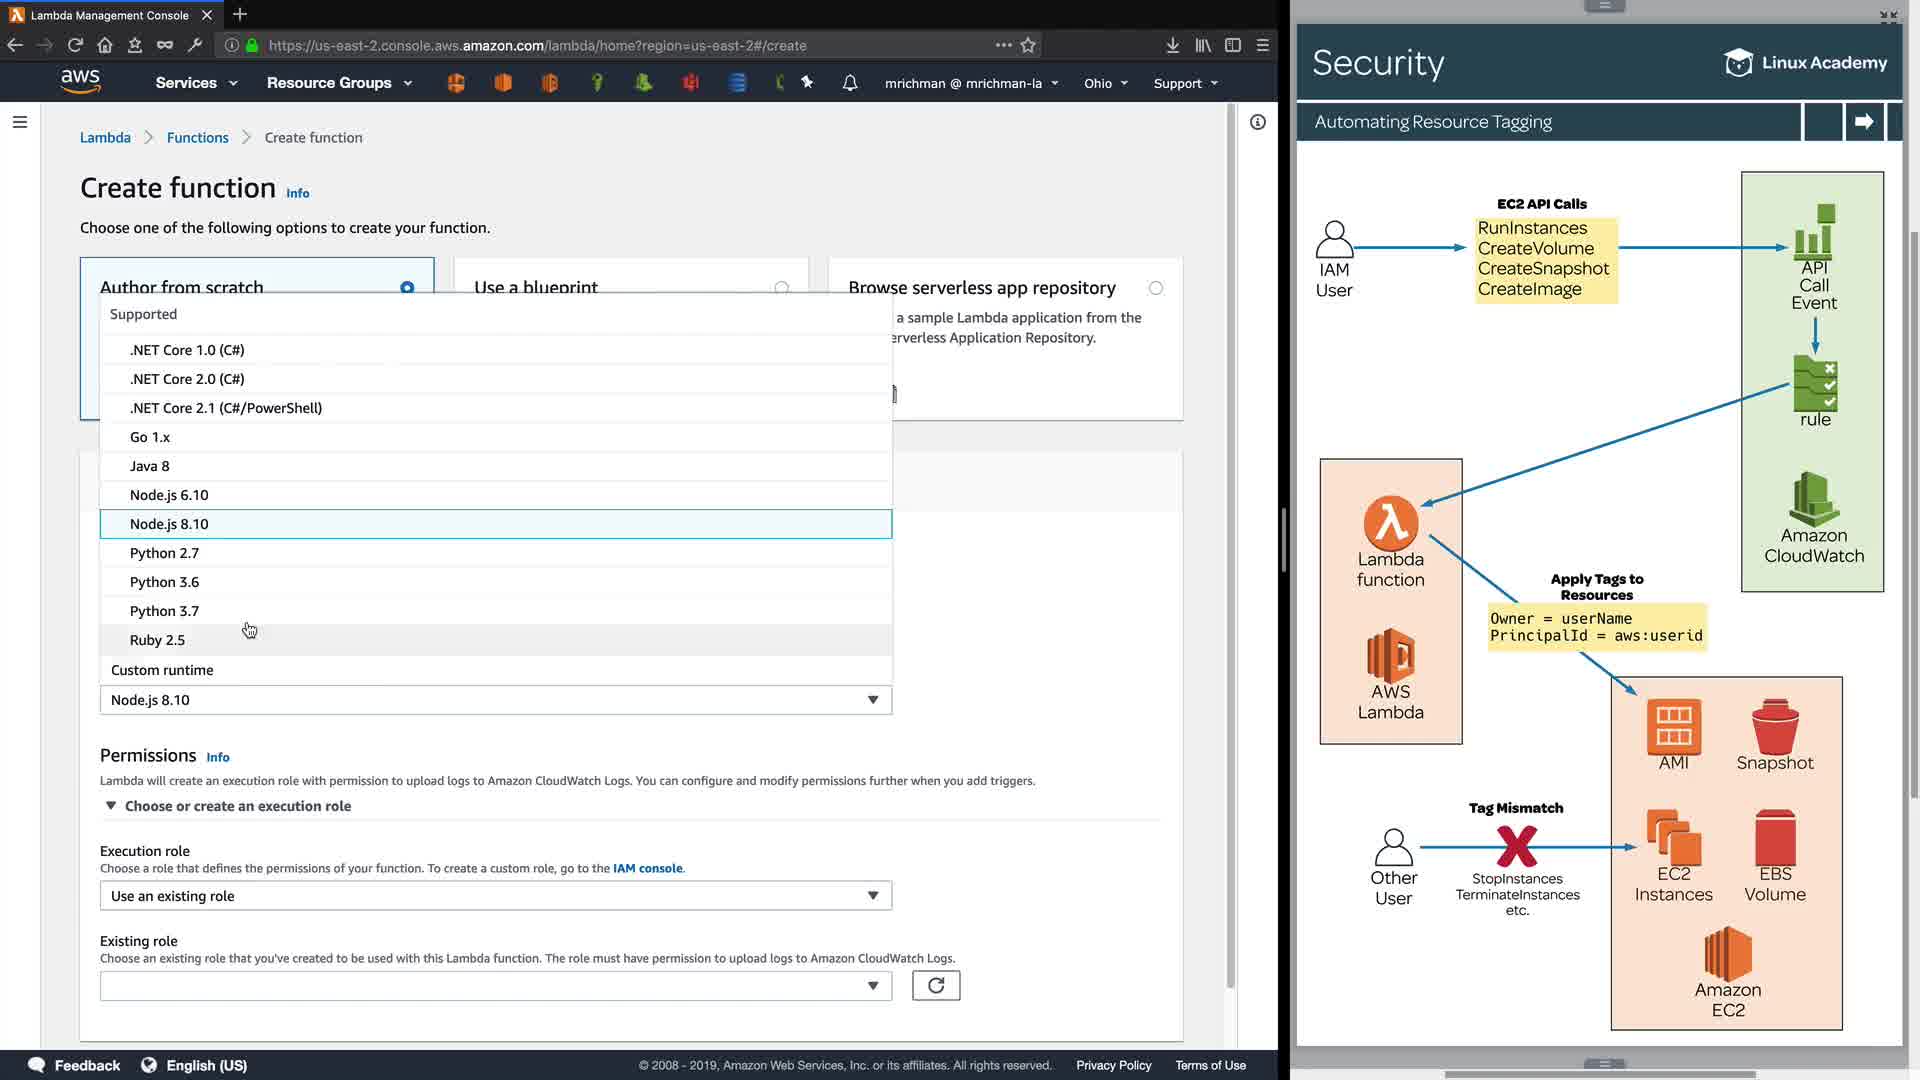 Lambda Management Console
https://us-east-2.console.aws.amazon.com/lambda/home?region=us-east-2#/create
aws
Services
Resource Groups
mrichman @ mrichman-la
Ohio
Support
Lambda
Functions
Create function
Create function
Info
Choose one of the following options to create your function.
Author from scratch
Use a blueprint
Browse serverless app repository
a sample Lambda application from the
erverless Application Repository.
Supported
.NET Core 1.0 (C#)
.NET Core 2.0 (C#)
.NET Core 2.1 (C#/PowerShell)
Go 1.x
Java 8
Node.js 6.10
Node.js 8.10
Python 2.7
Python 3.6
Python 3.7
Ruby 2.5
Custom runtime
Node.js 8.10
Permissions
Info
Lambda will create an execution role with permission to upload logs to Amazon CloudWatch Logs. You can configure and modify permissions further when you add triggers.
Choose or create an execution role
Execution role
Choose a role that defines the permissions of your function. To create a custom role, go to the IAM console.
Use an existing role
Existing role
Choose an existing role that you've created to be used with this Lambda function. The role must have permission to upload logs to Amazon CloudWatch Logs.
Feedback
English (US)
© 2008 - 2019, Amazon Web Services, Inc. or its affiliates. All rights reserved.
Privacy Policy
Terms of Use
Security
Linux Academy
Automating Resource Tagging
EC2 API Calls
RunInstances
CreateVolume
CreateSnapshot
CreateImage
IAM
User
API
Call
Event
rule
Amazon
CloudWatch
Lambda
function
AWS
Lambda
Apply Tags to
Resources
Owner = userName
PrincipalId = aws:userid
AMI
Snapshot
Tag Mismatch
Other
User
StopInstances
TerminateInstances
etc.
EC2
Instances
EBS
Volume
Amazon
EC2